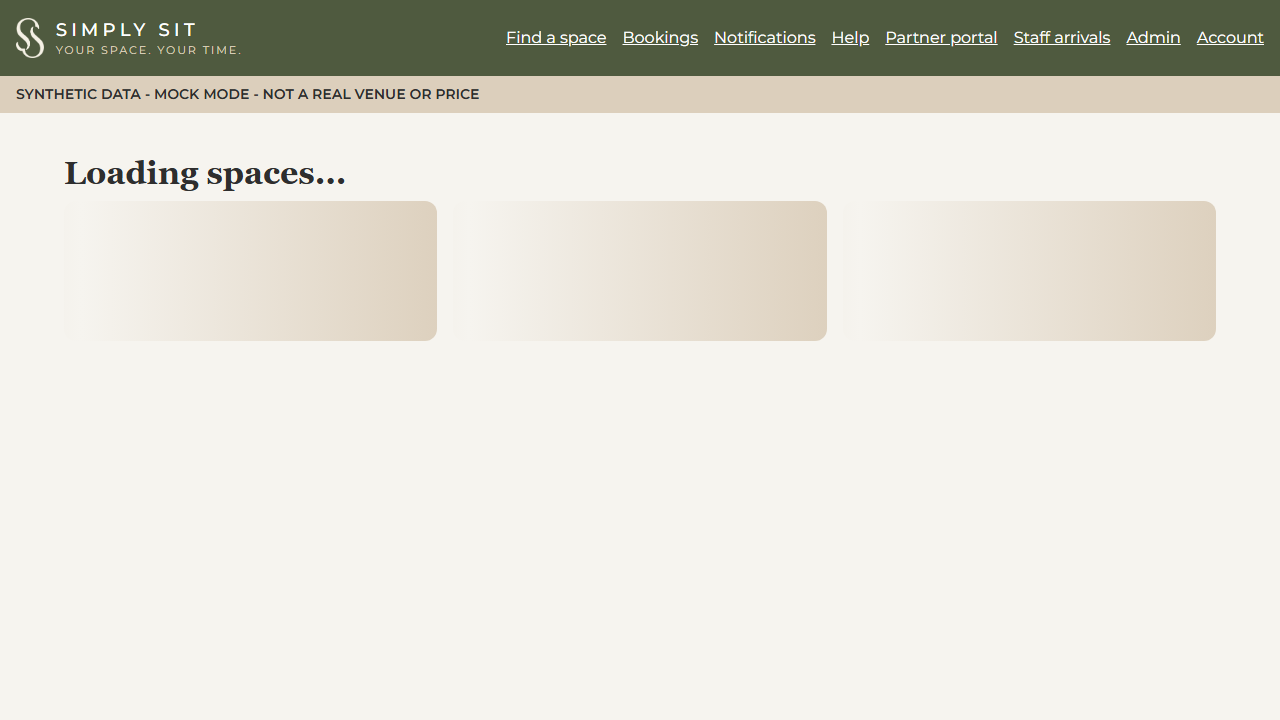 SIMPLY SIT
YOUR SPACE. YOUR TIME.
Find a space Bookings Notifications Help Partner portal Staff arrivals Admin Account
SYNTHETIC DATA - MOCK MODE - NOT A REAL VENUE OR PRICE
Loading spaces...